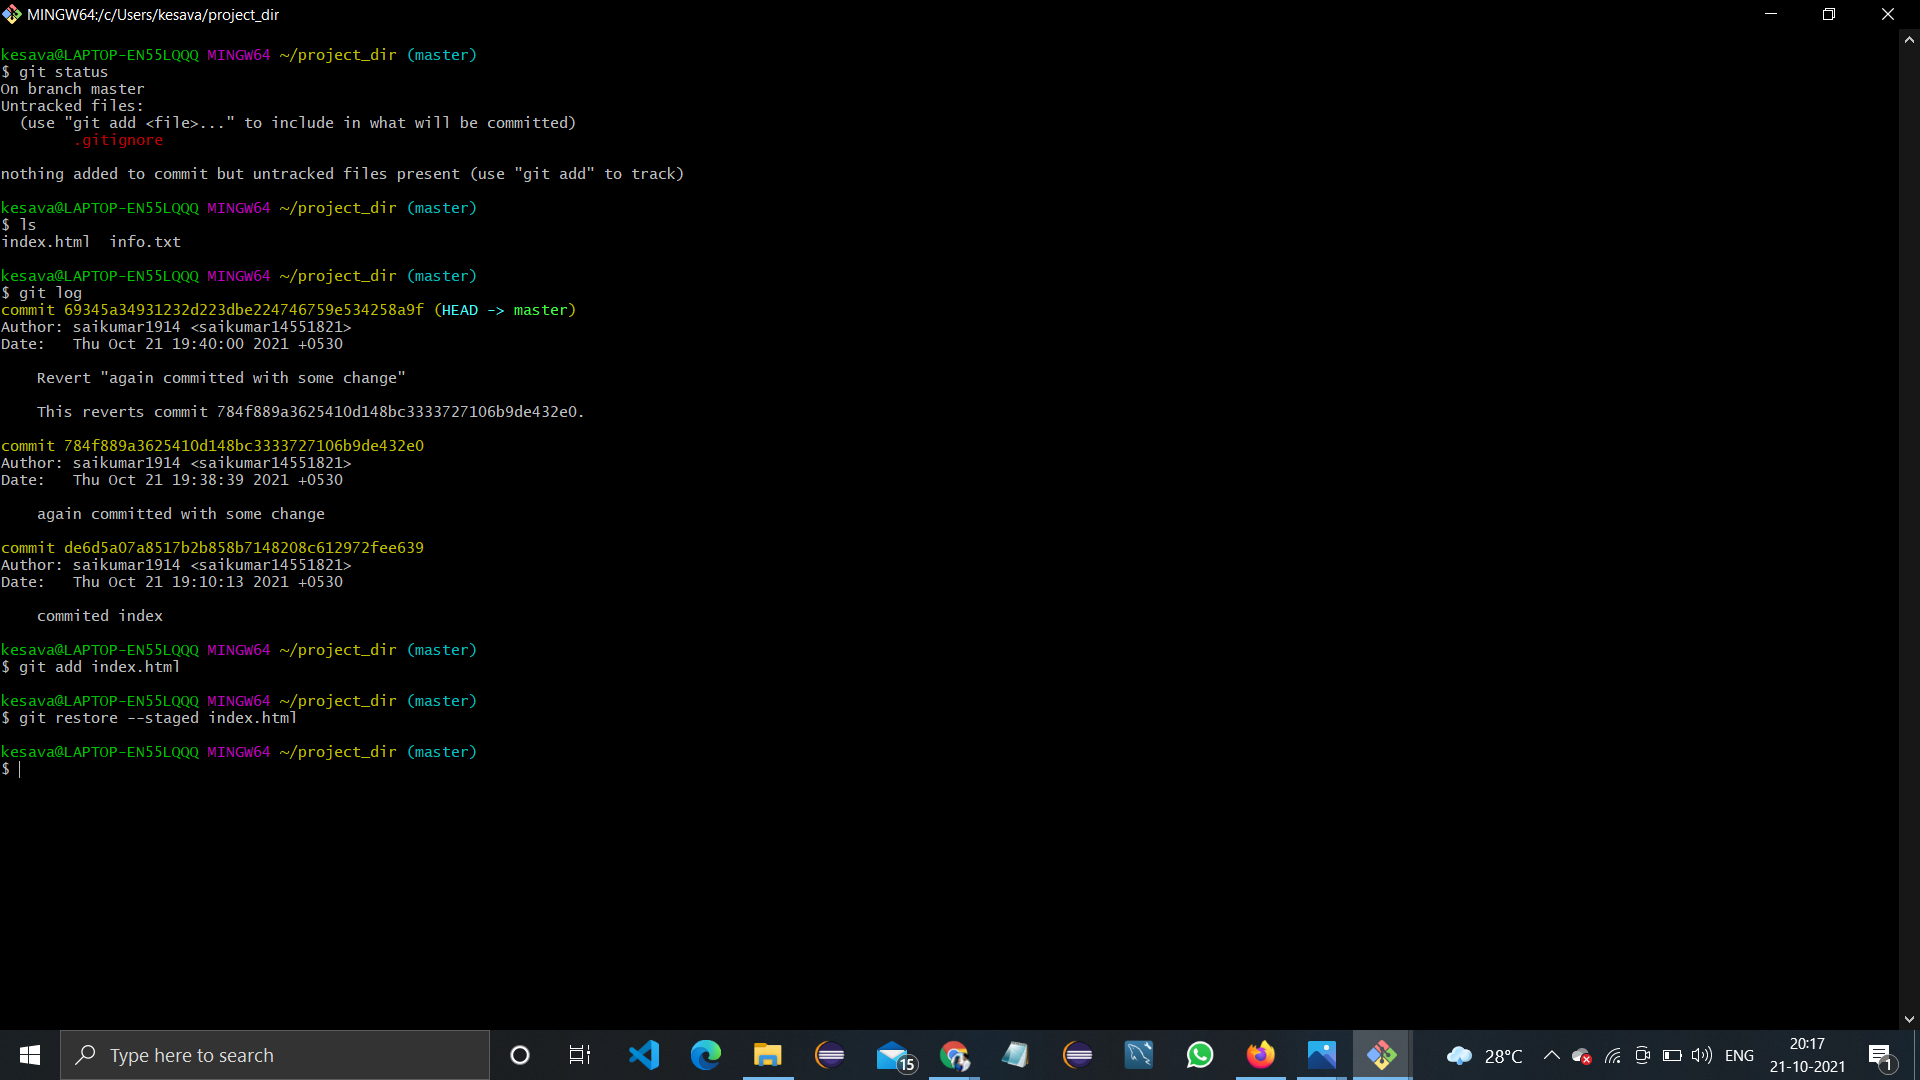 MINGW64:/c/Users/kesava/project_dir
kesava@LAPTOP-EN55LQQQ MINGW64 ~/project_dir (master)
$ git status
On branch master
Untracked files:
  (use "git add <file>..." to include in what will be committed)
        .gitignore
nothing added to commit but untracked files present (use "git add" to track)
kesava@LAPTOP-EN55LQQQ MINGW64 ~/project_dir (master)
$ ls
index.html  info.txt
kesava@LAPTOP-EN55LQQQ MINGW64 ~/project_dir (master)
$ git log
commit 69345a34931232d223dbe224746759e534258a9f (HEAD -> master)
Author: saikumar1914 <saikumar14551821>
Date:   Thu Oct 21 19:40:00 2021 +0530
    Revert "again committed with some change"
    This reverts commit 784f889a3625410d148bc3333727106b9de432e0.
commit 784f889a3625410d148bc3333727106b9de432e0
Author: saikumar1914 <saikumar14551821>
Date:   Thu Oct 21 19:38:39 2021 +0530
    again committed with some change
commit de6d5a07a8517b2b858b7148208c612972fee639
Author: saikumar1914 <saikumar14551821>
Date:   Thu Oct 21 19:10:13 2021 +0530
    commited index
kesava@LAPTOP-EN55LQQQ MINGW64 ~/project_dir (master)
$ git add index.html
kesava@LAPTOP-EN55LQQQ MINGW64 ~/project_dir (master)
$ git restore --staged index.html
kesava@LAPTOP-EN55LQQQ MINGW64 ~/project_dir (master)
$
Type here to search
15
28°C
ENG
20:17
21-10-2021
1